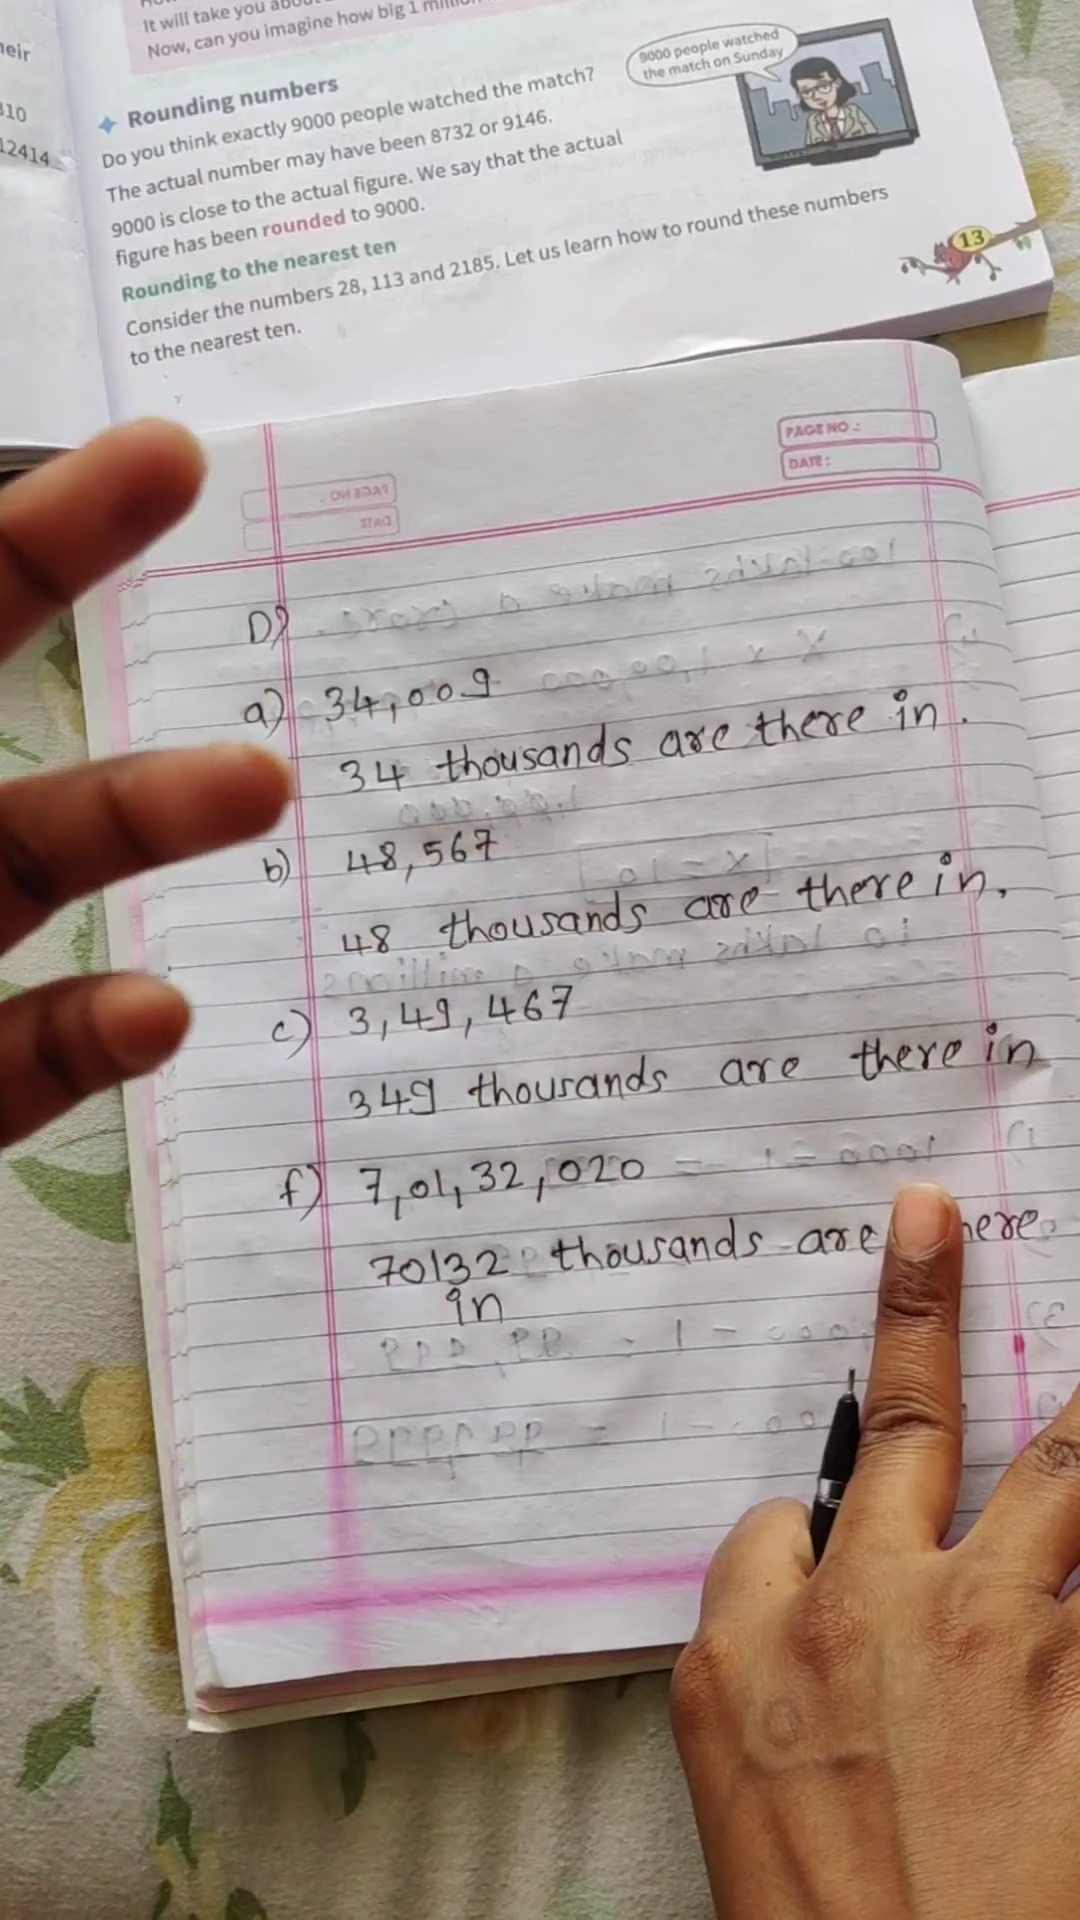 It will take you about
Now, can you imagine how big 1 million
heir
310
12414
9000 people watched
the match on Sunday
Rounding numbers
Do you think exactly 9000 people watched the match?
The actual number may have been 8732 or 9146.
9000 is close to the actual figure. We say that the actual
figure has been rounded to 9000.
Rounding to the nearest ten
Consider the numbers 28, 113 and 2185. Let us learn how to round these numbers
to the nearest ten.
13
PAGE NO.:
DATE:
D)
a) 34,009
34 thousands are there in.
b) 48,567
48 thousands are there in.
c) 3,49,467
349 thousands are there in
f) 7,01,32,020
70132 thousands are here
in